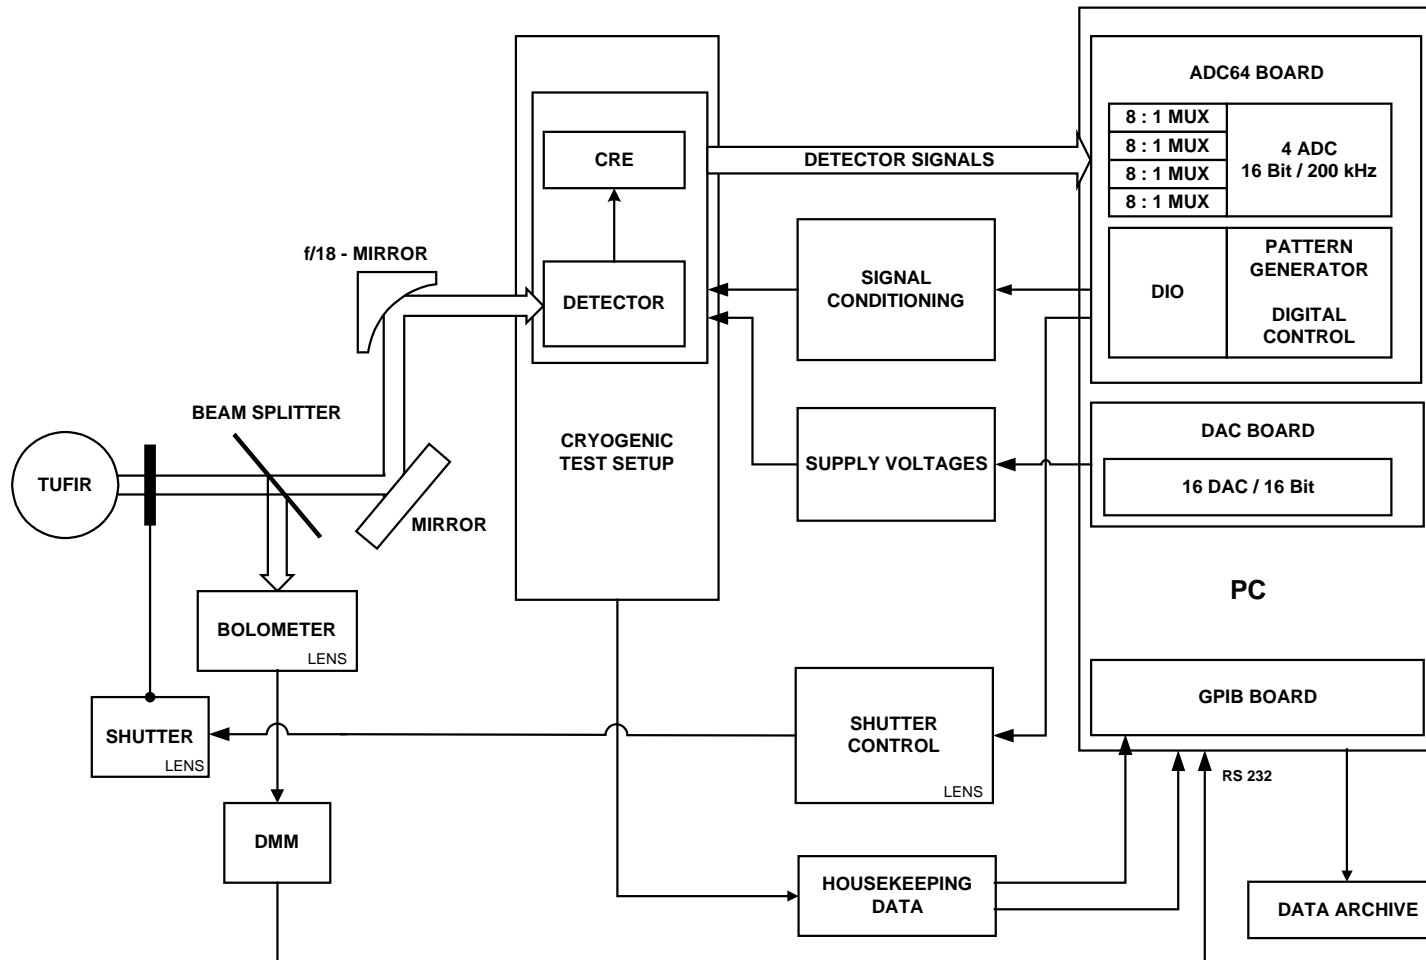 ADC64 BOARD
8 : 1 MUX
8 : 1 MUX
8 : 1 MUX
8 : 1 MUX
4 ADC
16 Bit / 200 kHz
CRE
DETECTOR SIGNALS
f/18 - MIRROR
DETECTOR
SIGNAL
CONDITIONING
DIO
PATTERN
GENERATOR
DIGITAL
CONTROL
BEAM SPLITTER
CRYOGENIC
TEST SETUP
SUPPLY VOLTAGES
DAC BOARD
16 DAC / 16 Bit
TUFIR
MIRROR
PC
BOLOMETER
LENS
GPIB BOARD
SHUTTER
LENS
SHUTTER
CONTROL
LENS
RS 232
DMM
HOUSEKEEPING
DATA
DATA ARCHIVE